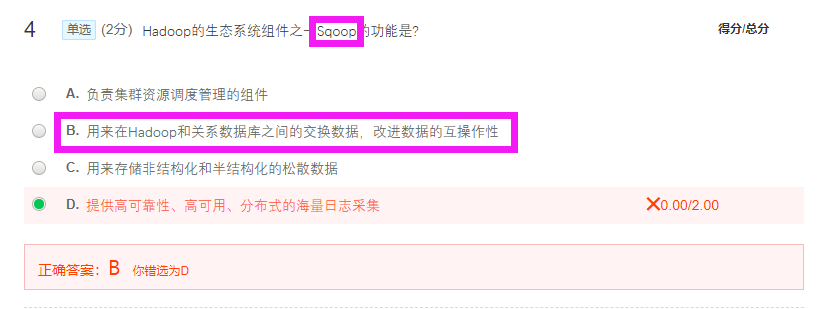 4 单选 (2分) Hadoop的生态系统组件之一Sqoop的功能是? 得分/总分
A. 负责集群资源调度管理的组件
B. 用来在Hadoop和关系数据库之间的交换数据，改进数据的互操作性
C. 用来存储非结构化和半结构化的松散数据
D. 提供高可靠性、高可用、分布式的海量日志采集 0.00/2.00
正确答案：B 你错选为D